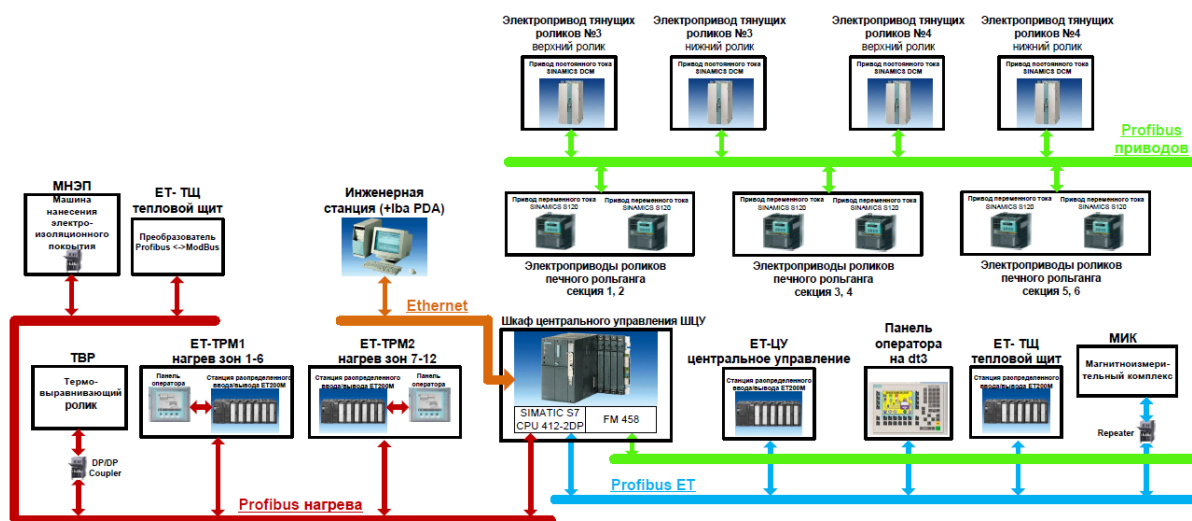 Электропривод тянущих
роликов №3
верхний ролик
Привод постоянного тока
SINAMICS DCM
Электропривод тянущих
роликов №3
нижний ролик
Привод постоянного тока
SINAMICS DCM
Электропривод тянущих
роликов №4
верхний ролик
Привод постоянного тока
SINAMICS DCM
Электропривод тянущих
роликов №4
нижний ролик
Привод постоянного тока
SINAMICS DCM
Profibus
приводов
МНЭП
Машина
нанесения
электро-
изоляционного
покрытия
ЕТ- ТЩ
тепловой щит
Преобразователь
Profibus <->ModBus
Инженерная
станция (+Iba PDA)
Привод переменного тока
SINAMICS S120
Привод переменного тока
SINAMICS S120
Электроприводы роликов
печного рольганга
секция 1, 2
Привод переменного тока
SINAMICS S120
Привод переменного тока
SINAMICS S120
Электроприводы роликов
печного рольганга
секция 3, 4
Привод переменного тока
SINAMICS S120
Привод переменного тока
SINAMICS S120
Электроприводы роликов
печного рольганга
секция 5, 6
Ethernet
Шкаф центрального управления ШЦУ
SIMATIC S7
CPU 412-2DP
FM 458
ТВР
Термо-
выравнивающий
ролик
DP/DP
Coupler
ЕТ-ТРМ1
нагрев зон 1-6
Панель
оператора
Станция распределенного
ввода/вывода ET200M
ЕТ-ТРМ2
нагрев зон 7-12
Станция распределенного
ввода/вывода ET200M
Панель
оператора
ЕТ-ЦУ
центральное управление
Станция распределенного
ввода/вывода ET200M
Панель
оператора
на dt3
ЕТ- ТЩ
тепловой щит
Станция распределенного
ввода/вывода ET200M
МИК
Магнитноизмери-
тельный комплекс
Repeater
Profibus нагрева
Profibus ET